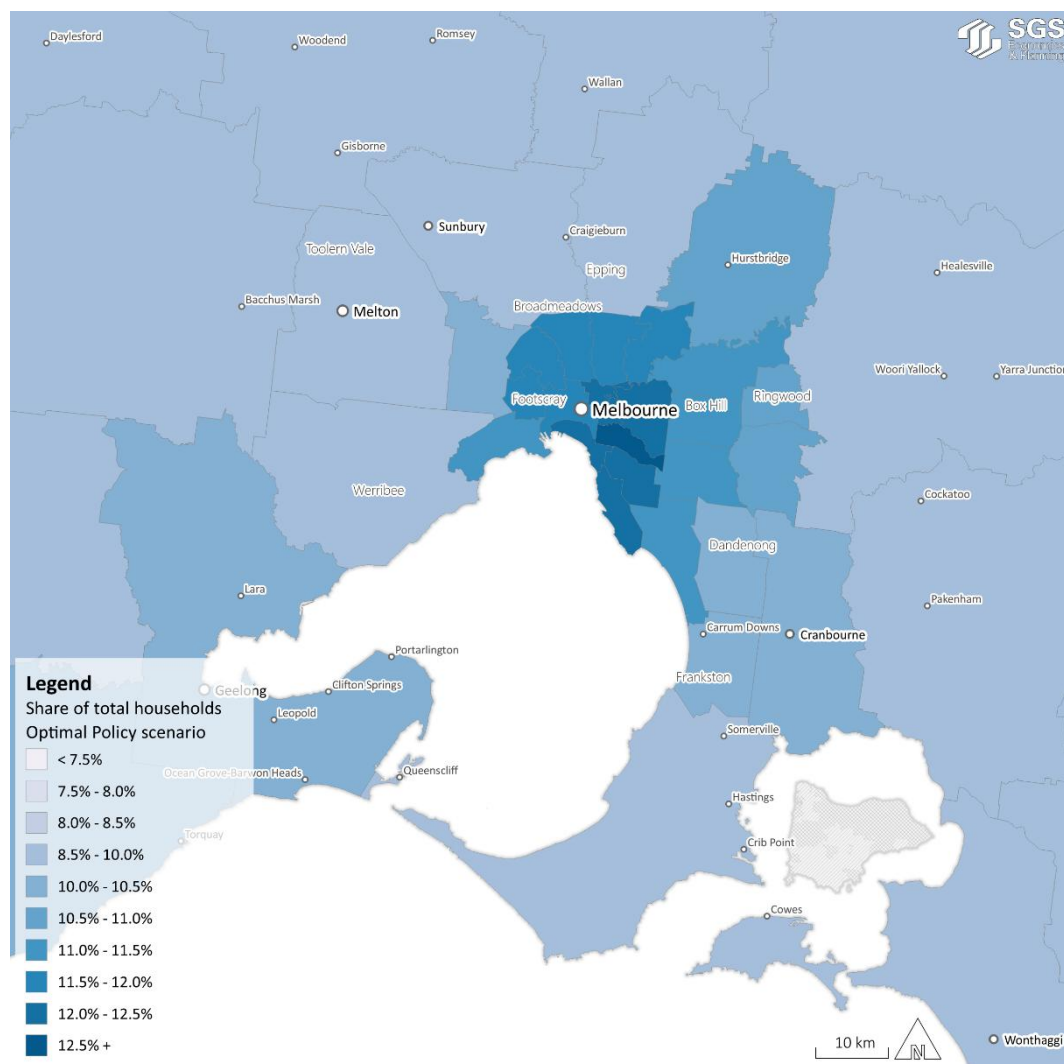 Daylesford
Woodend
Romsey
SGS
Economics
& Planning
Wallan
Gisborne
Sunbury
Craigieburn
Toolern Vale
Epping
Hurstbridge
Healesville
Bacchus Marsh
Melton
Broadmeadows
Woori Yallock
Yarra Junction
Footscray
Melbourne
Box Hill
Ringwood
Werribee
Cockatoo
Dandenong
Lara
Pakenham
Carrum Downs
Cranbourne
Portarlington
Frankston
Geelong
Clifton Springs
Leopold
Somerville
Ocean Grove-Barwon Heads
Queenscliff
Hastings
Torquay
Crib Point
Cowes
Wonthaggi
Legend
Share of total households
Optimal Policy scenario
< 7.5%
7.5% - 8.0%
8.0% - 8.5%
8.5% - 10.0%
10.0% - 10.5%
10.5% - 11.0%
11.0% - 11.5%
11.5% - 12.0%
12.0% - 12.5%
12.5% +
10 km
N